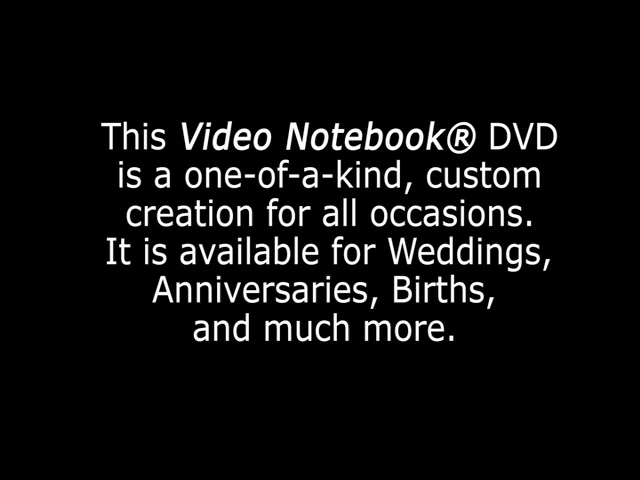 This Video Notebook® DVD
is a one-of-a-kind, custom
creation for all occasions.
It is available for Weddings,
Anniversaries, Births,
and much more.